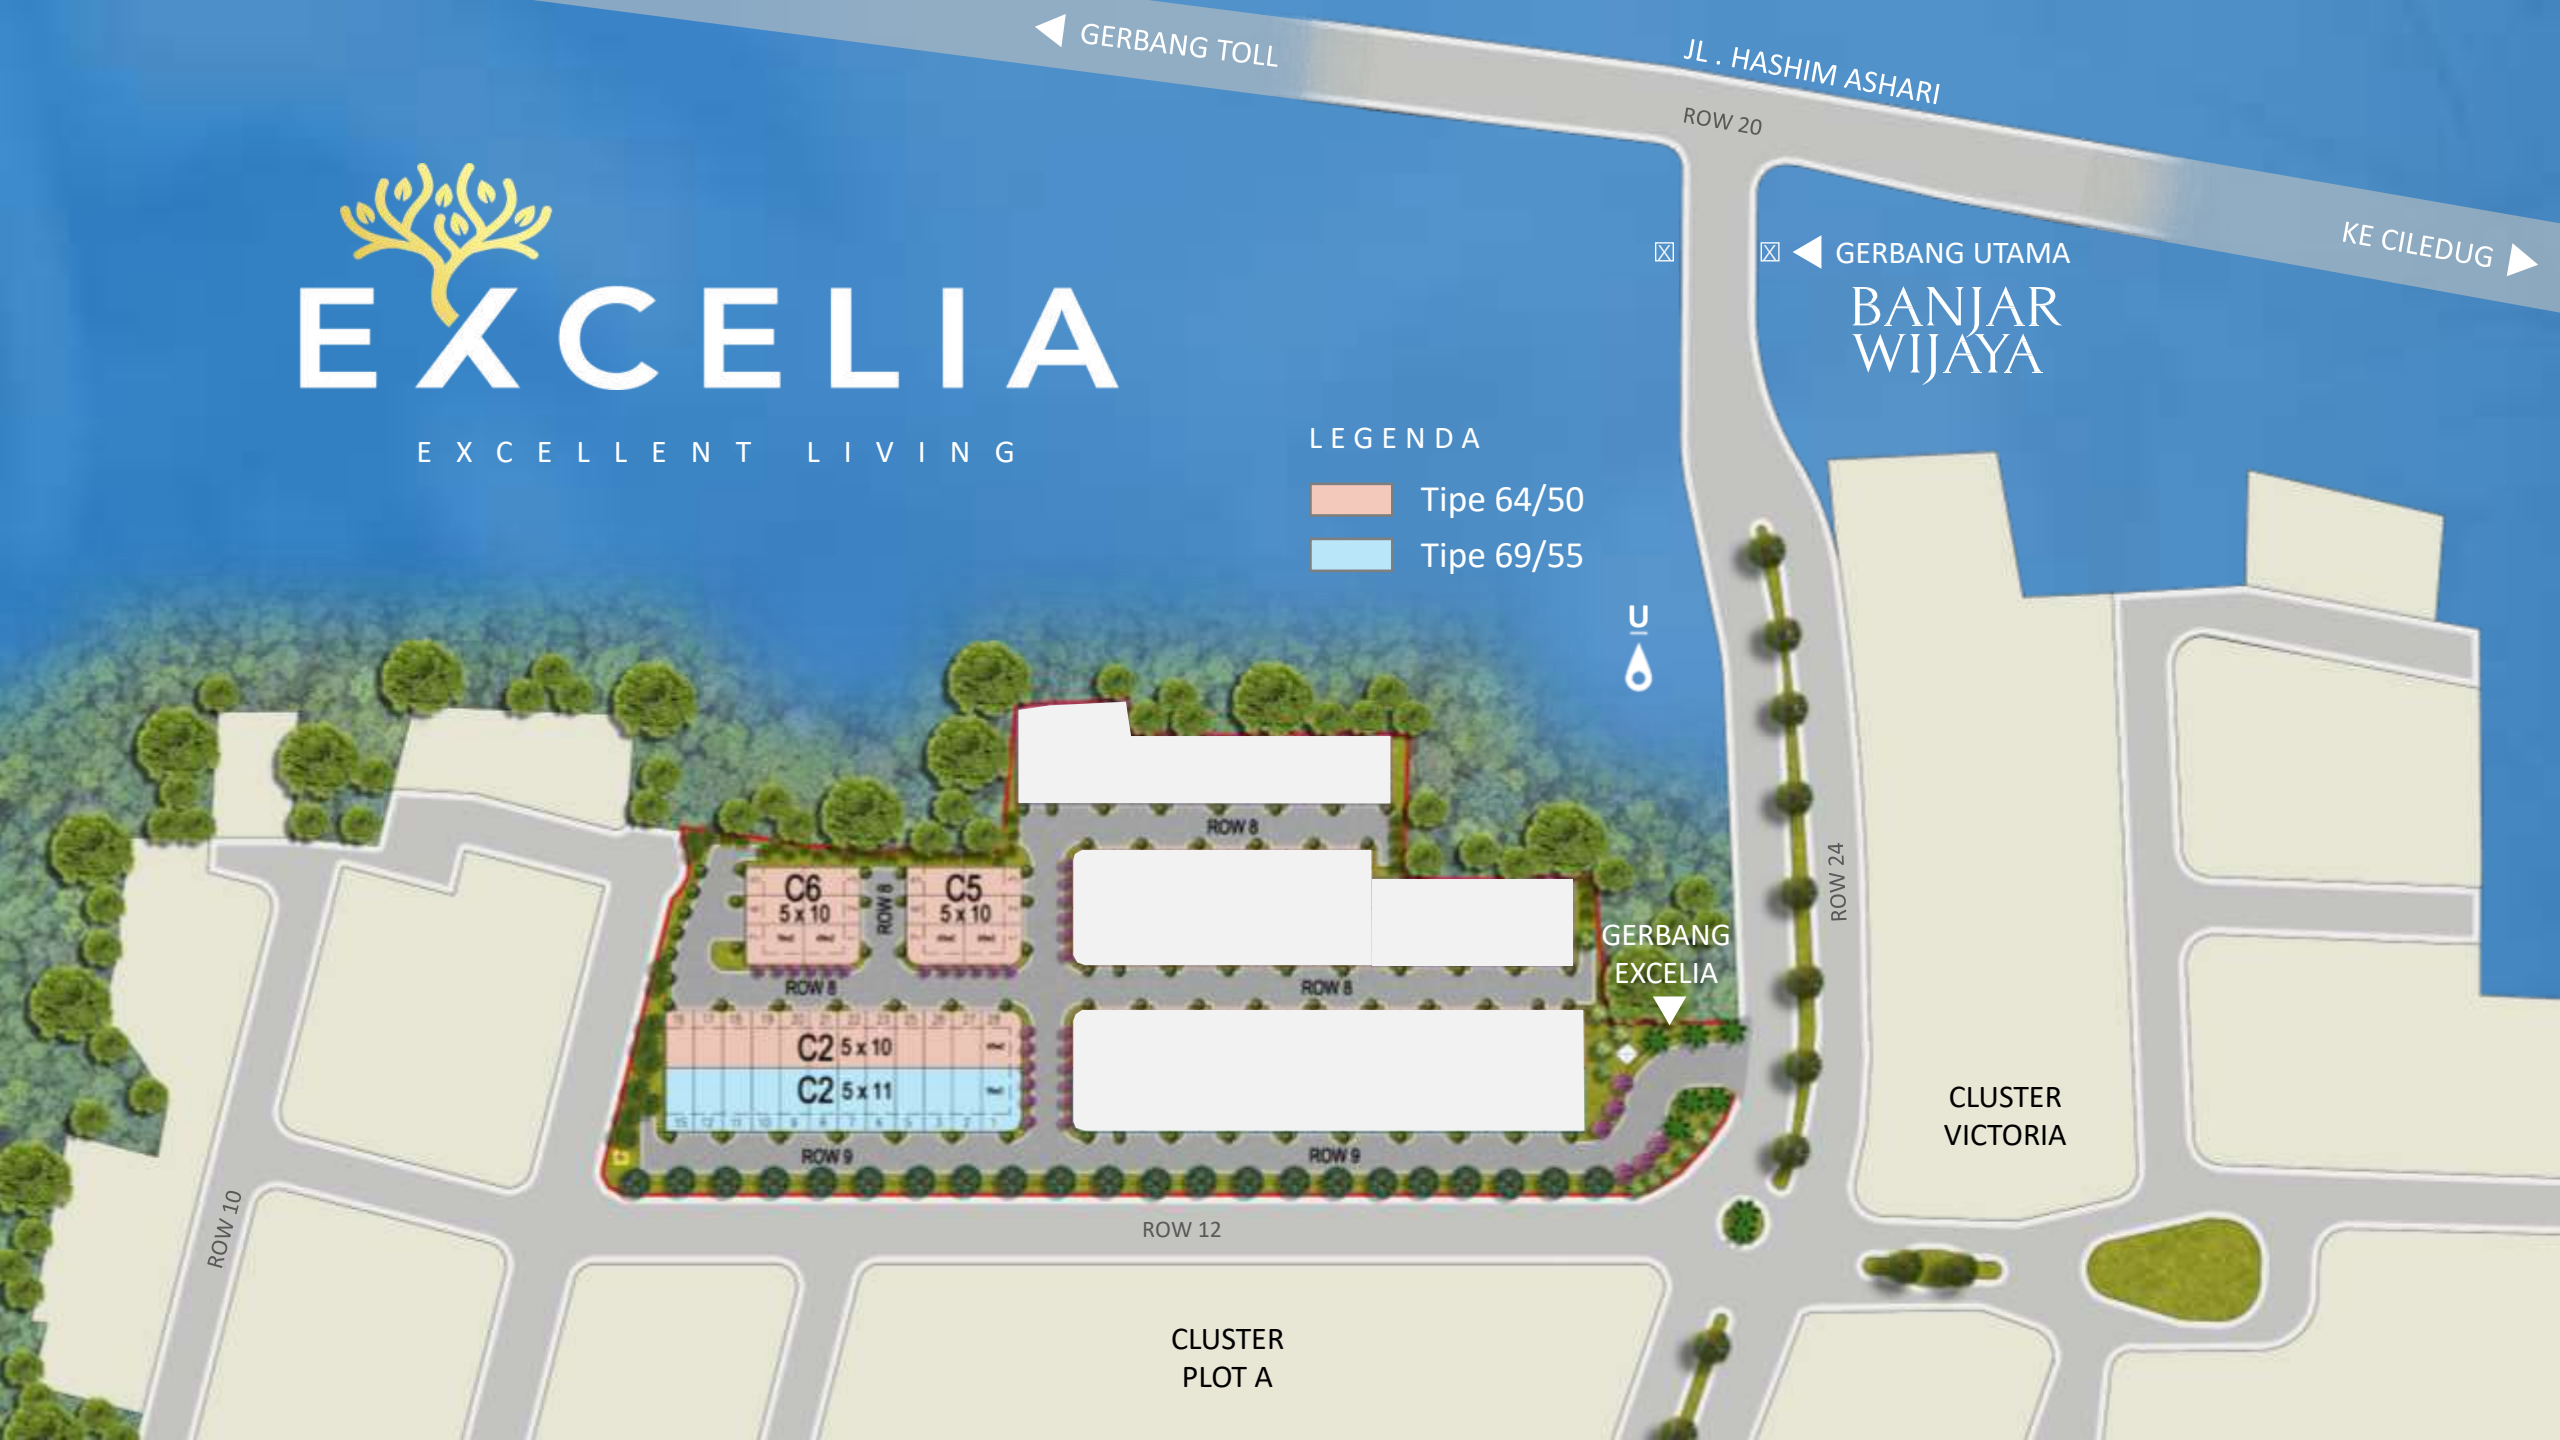 GERBANG TOLL
JL . HASHIM ASHARI
ROW 20
KE CILEDUG
GERBANG UTAMA
BANJAR
WIJAYA
EXCELIA
EXCELLENT LIVING
LEGENDA
Tipe 64/50
Tipe 69/55
U
ROW 8
C6
5 x 10
ROW 8
C5
5 x 10
ROW 24
GERBANG
EXCELIA
ROW 8
ROW 8
C2 5 x 10
C2 5 x 11
ROW 9
ROW 9
CLUSTER
VICTORIA
ROW 10
ROW 12
CLUSTER
PLOT A